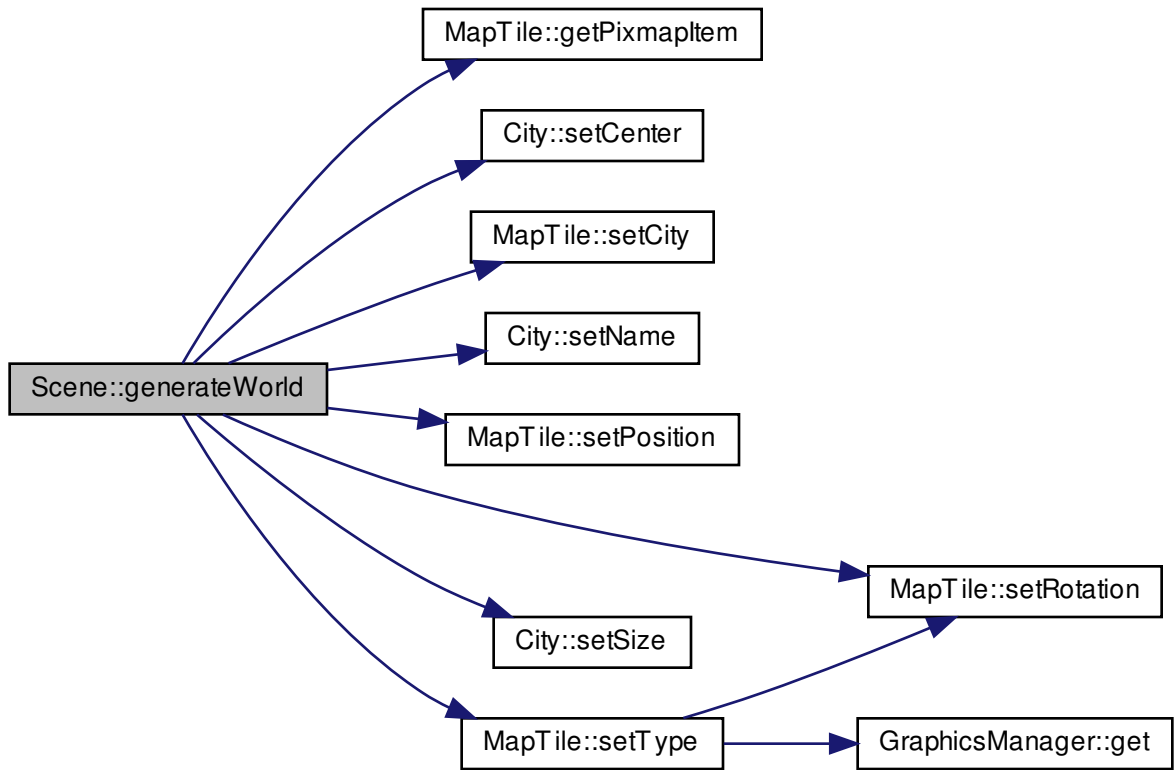 MapTile::getPixmapItem
City::setCenter
MapTile::setCity
City::setName
Scene::generateWorld
MapTile::setPosition
MapTile::setRotation
City::setSize
MapTile::setType
GraphicsManager::get